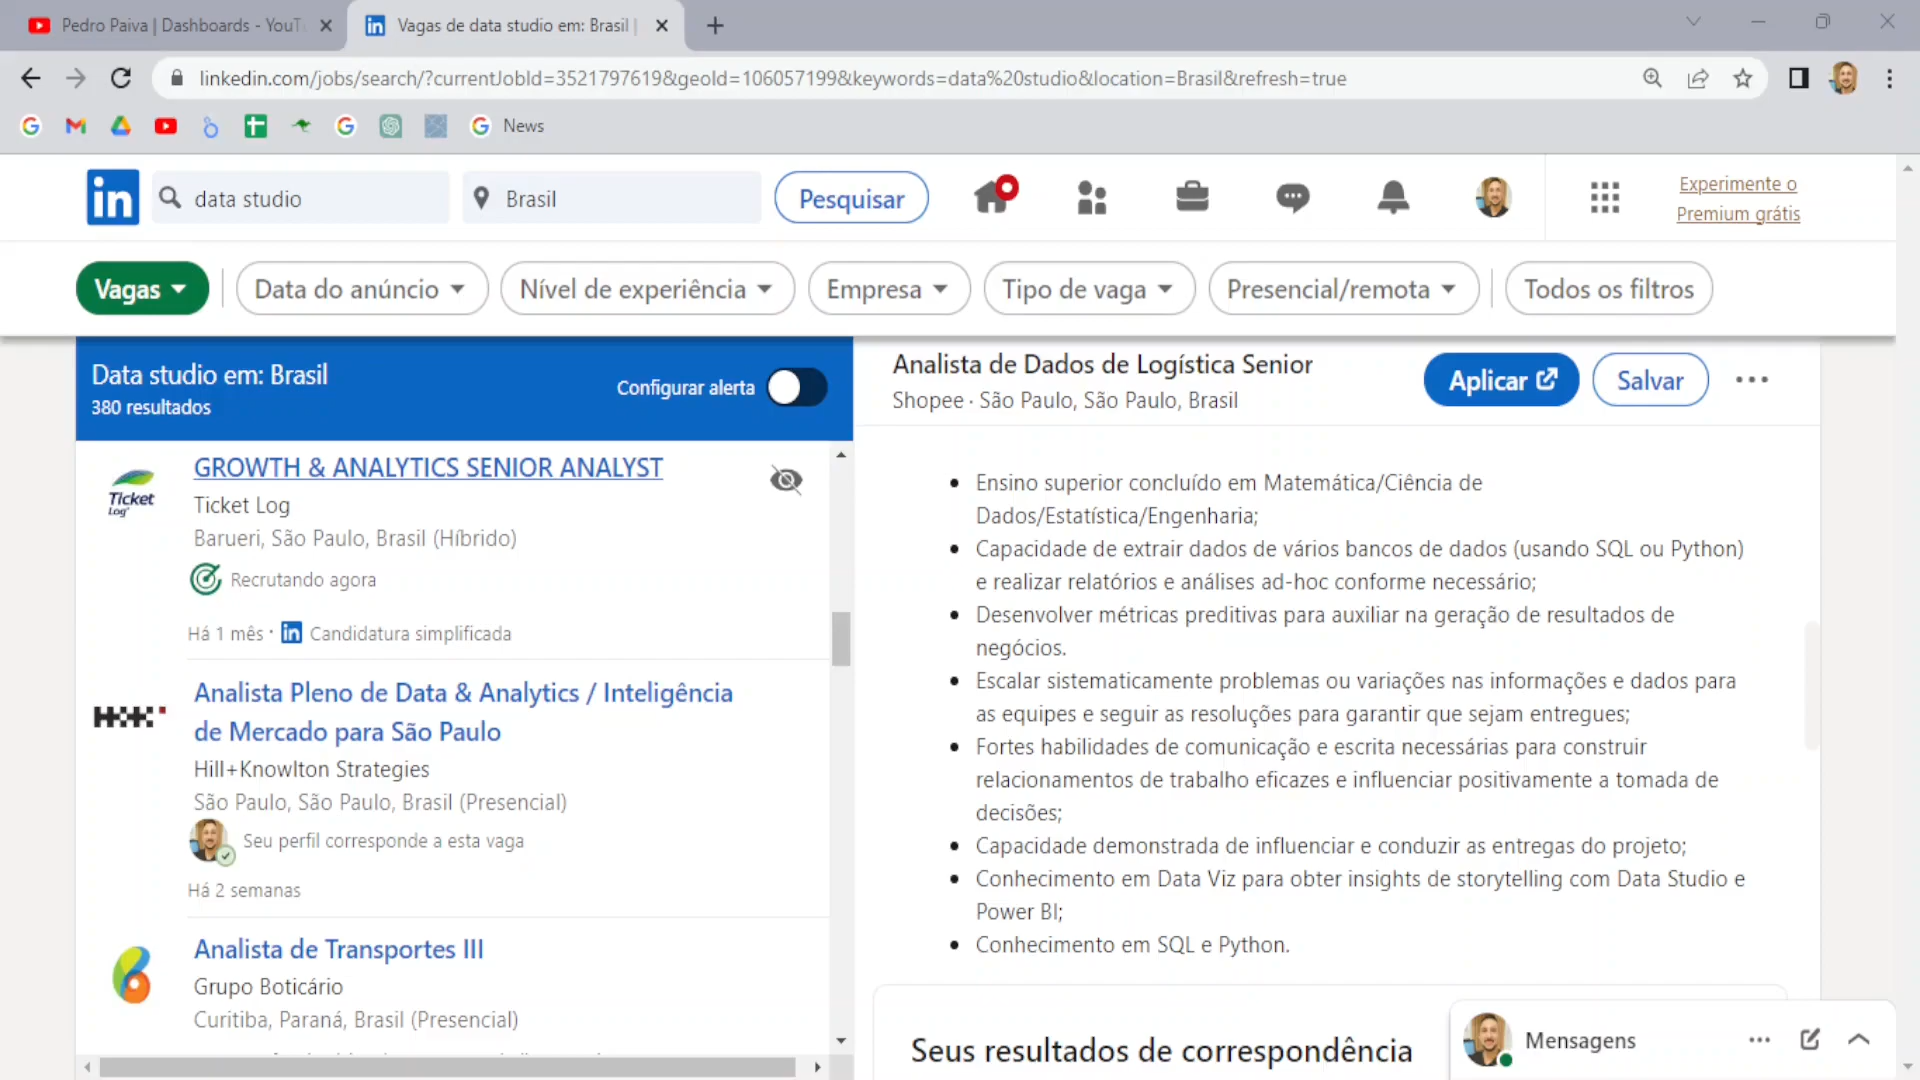 Pedro Paiva | Dashboards - YouT
Vagas de data studio em: Brasil |
linkedin.com/jobs/search/?currentJobId=3521797619&geoId=106057199&keywords=data%20studio&location=Brasil&refresh=true
News
in
data studio
Brasil
Pesquisar
Experimente o
Premium grátis
Vagas
Data do anúncio
Nível de experiência
Empresa
Tipo de vaga
Presencial/remota
Todos os filtros
Data studio em: Brasil
380 resultados
Configurar alerta
GROWTH & ANALYTICS SENIOR ANALYST
Ticket
Log
Ticket Log
Barueri, São Paulo, Brasil (Híbrido)
Recrutando agora
Há 1 mês · in Candidatura simplificada
Analista Pleno de Data & Analytics / Inteligência
de Mercado para São Paulo
Hill+Knowlton Strategies
São Paulo, São Paulo, Brasil (Presencial)
Seu perfil corresponde a esta vaga
Há 2 semanas
Analista de Transportes III
Grupo Boticário
Curitiba, Paraná, Brasil (Presencial)
Analista de Dados de Logística Senior
Shopee · São Paulo, São Paulo, Brasil
Aplicar
Salvar
• Ensino superior concluído em Matemática/Ciência de
Dados/Estatística/Engenharia;
• Capacidade de extrair dados de vários bancos de dados (usando SQL ou Python)
e realizar relatórios e análises ad-hoc conforme necessário;
• Desenvolver métricas preditivas para auxiliar na geração de resultados de
negócios.
• Escalar sistematicamente problemas ou variações nas informações e dados para
as equipes e seguir as resoluções para garantir que sejam entregues;
• Fortes habilidades de comunicação e escrita necessárias para construir
relacionamentos de trabalho eficazes e influenciar positivamente a tomada de
decisões;
• Capacidade demonstrada de influenciar e conduzir as entregas do projeto;
• Conhecimento em Data Viz para obter insights de storytelling com Data Studio e
Power BI;
• Conhecimento em SQL e Python.
Seus resultados de correspondência
Mensagens